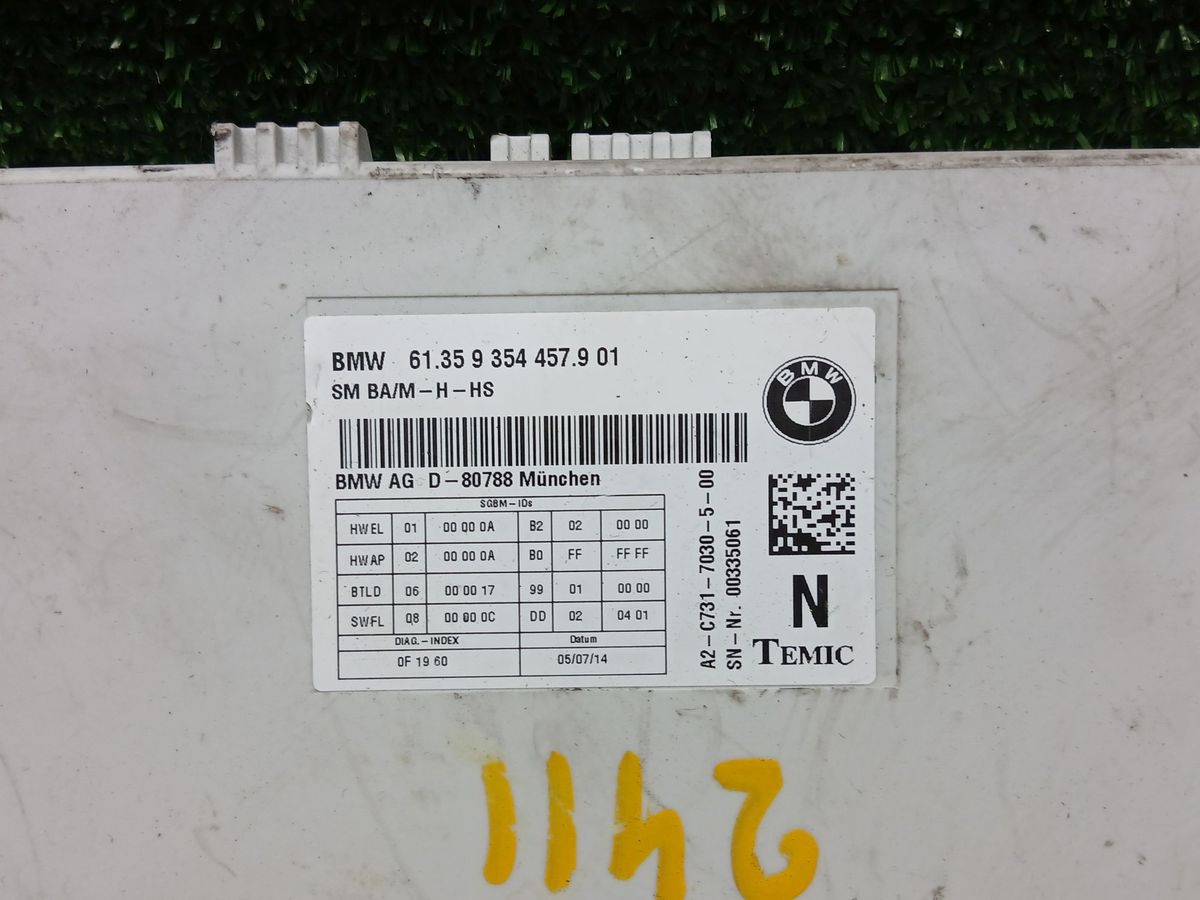 BMW 61.35 9 354 457.9 01
SM BA/M-H-HS
BMW
BMW AG D-80788 München
SGBM-IDs
HWEL 01 00 00 0A B2 02 00 00
HWAP 02 00 00 0A B0 FF FF FF
BTLD 06 00 00 17 99 01 00 00
SWFL 08 00 00 0C DD 02 04 01
DIAG.-INDEX Datum
0F 19 60 05/07/14
A2-C731-7030-5-00
SN-Nr. 00335061
N
TEMIC
2411